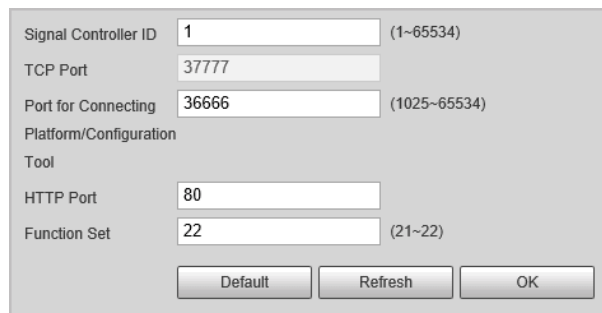 Signal Controller ID 1 (1~65534)
TCP Port 37777
Port for Connecting 36666 (1025~65534)
Platform/Configuration
Tool
HTTP Port 80
Function Set 22 (21~22)
Default Refresh OK